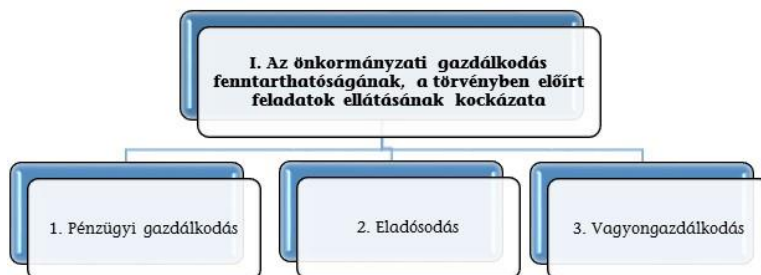 I. Az önkormányzati gazdálkodás
fenntarthatóságának, a törvényben előírt
feladatok ellátásának kockázata
1. Pénzügyi gazdálkodás
2. Eladósodás
3. Vagyongazdálkodás